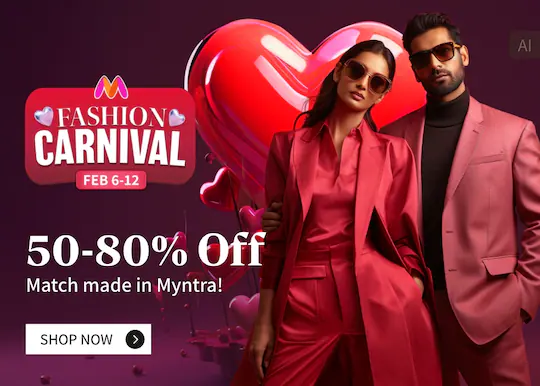 FASHION
CARNIVAL
FEB 6-12
50-80% Off
Match made in Myntra!
SHOP NOW
AI